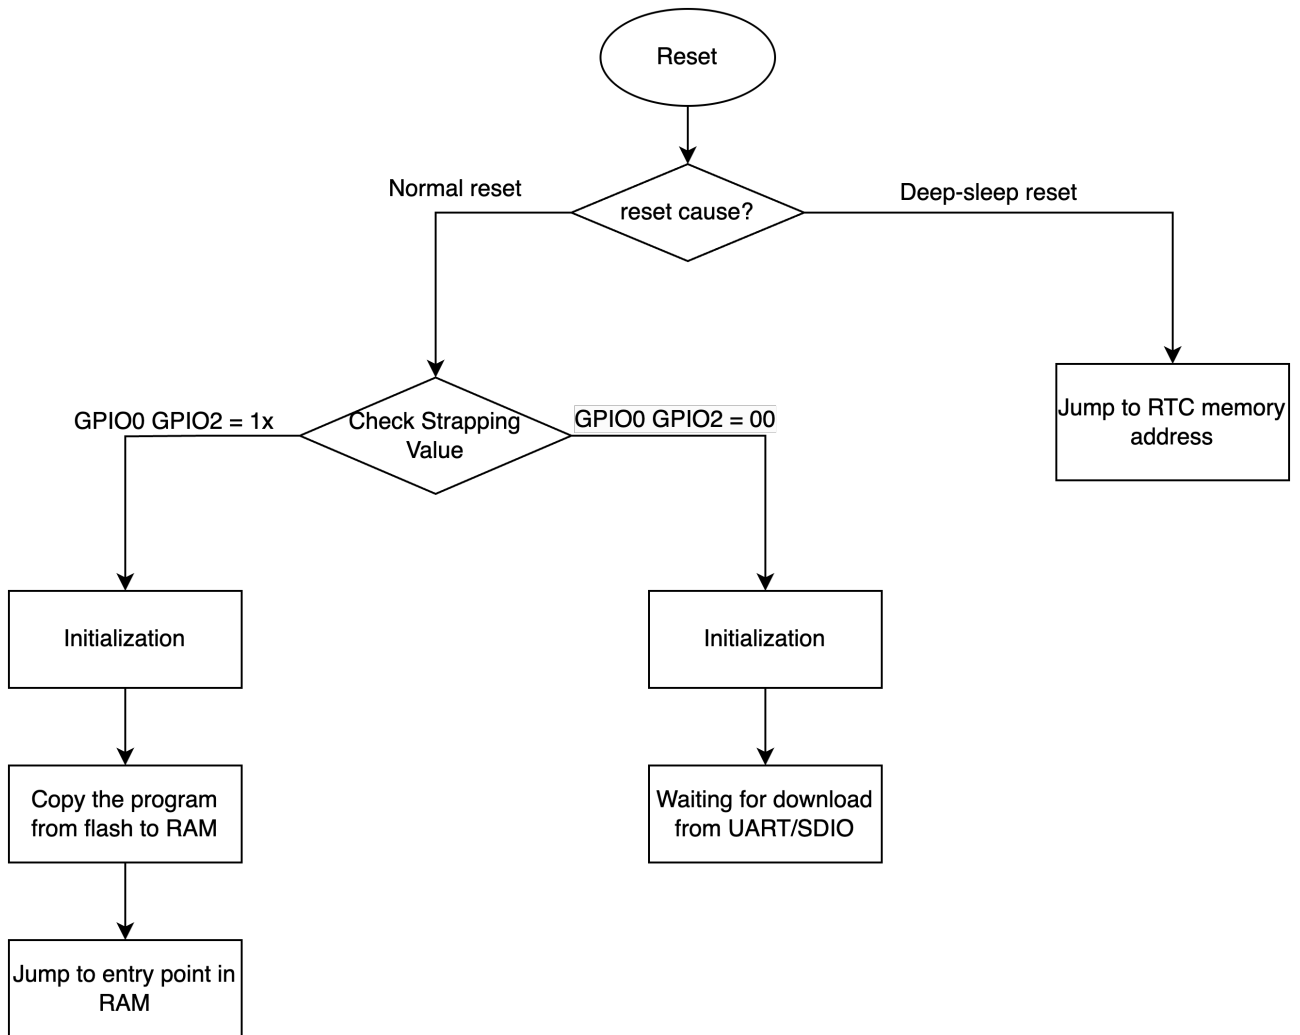 Reset
reset cause?
Normal reset
Deep-sleep reset
Check Strapping
Value
GPIO0 GPIO2 = 1x
GPIO0 GPIO2 = 00
Jump to RTC memory
address
Initialization
Initialization
Copy the program
from flash to RAM
Waiting for download
from UART/SDIO
Jump to entry point in
RAM